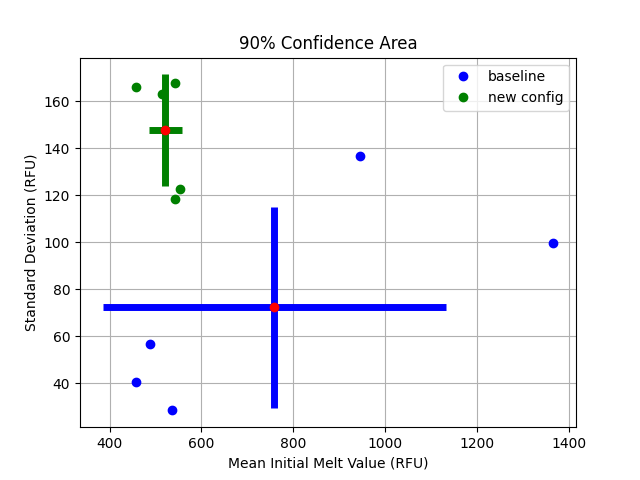 90% Confidence Area
baseline
new config
160
140
120
100
80
60
40
Standard Deviation (RFU)
400 600 800 1000 1200 1400
Mean Initial Melt Value (RFU)